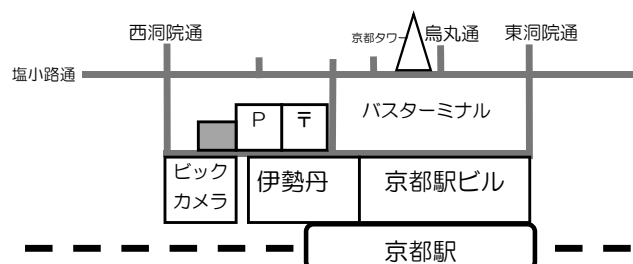 西洞院通
京都タワー
烏丸通
東洞院通
塩小路通
P
〒
バスターミナル
ビック
カメラ
伊勢丹
京都駅ビル
京都駅